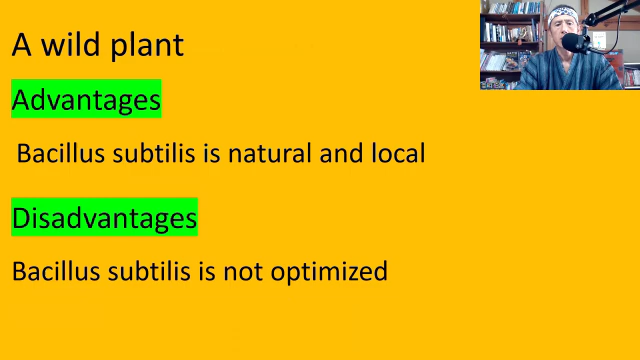 A wild plant
Advantages
Bacillus subtilis is natural and local
Disadvantages
Bacillus subtilis is not optimized